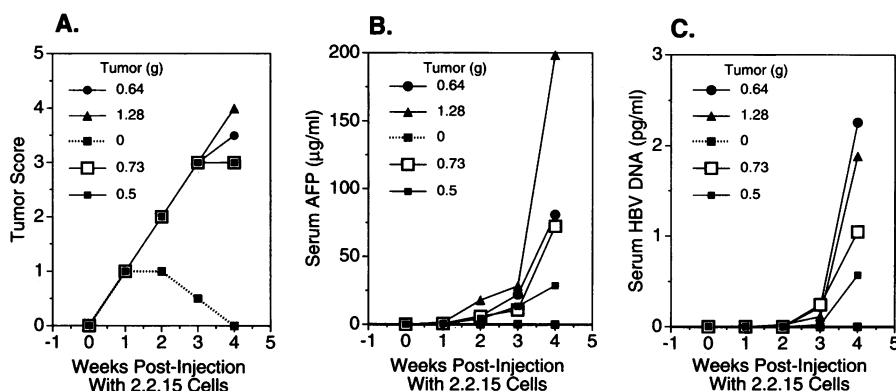 A.
Tumor Score
5
4
3
2
1
0
Tumor (g)
0.64
1.28
0
0.73
0.5
-1 0 1 2 3 4 5
Weeks Post-Injection
With 2.2.15 Cells
B.
Serum AFP (µg/ml)
200
150
100
50
0
Tumor (g)
0.64
1.28
0
0.73
0.5
-1 0 1 2 3 4 5
Weeks Post-Injection
With 2.2.15 Cells
C.
Serum HBV DNA (pg/ml)
3
2
1
0
Tumor (g)
0.64
1.28
0
0.73
0.5
-1 0 1 2 3 4 5
Weeks Post-Injection
With 2.2.15 Cells